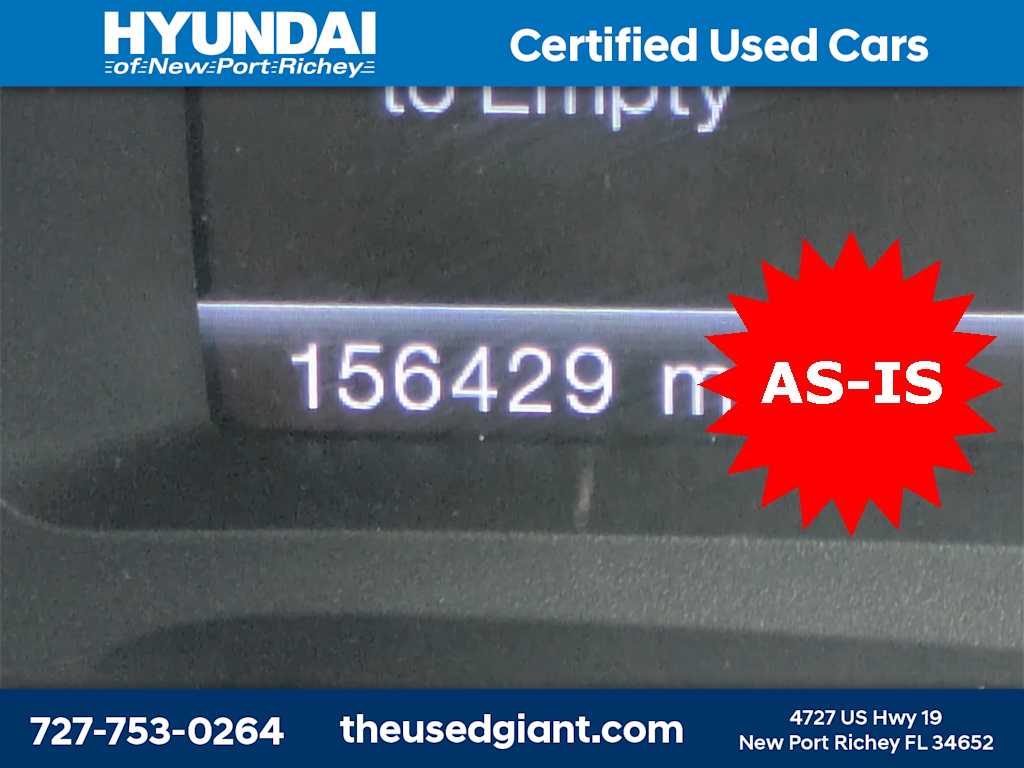 HYUNDAI
of New Port Richey
Certified Used Cars
to Empty
156429 m
AS-IS
727-753-0264
theusedgiant.com
4727 US Hwy 19
New Port Richey FL 34652